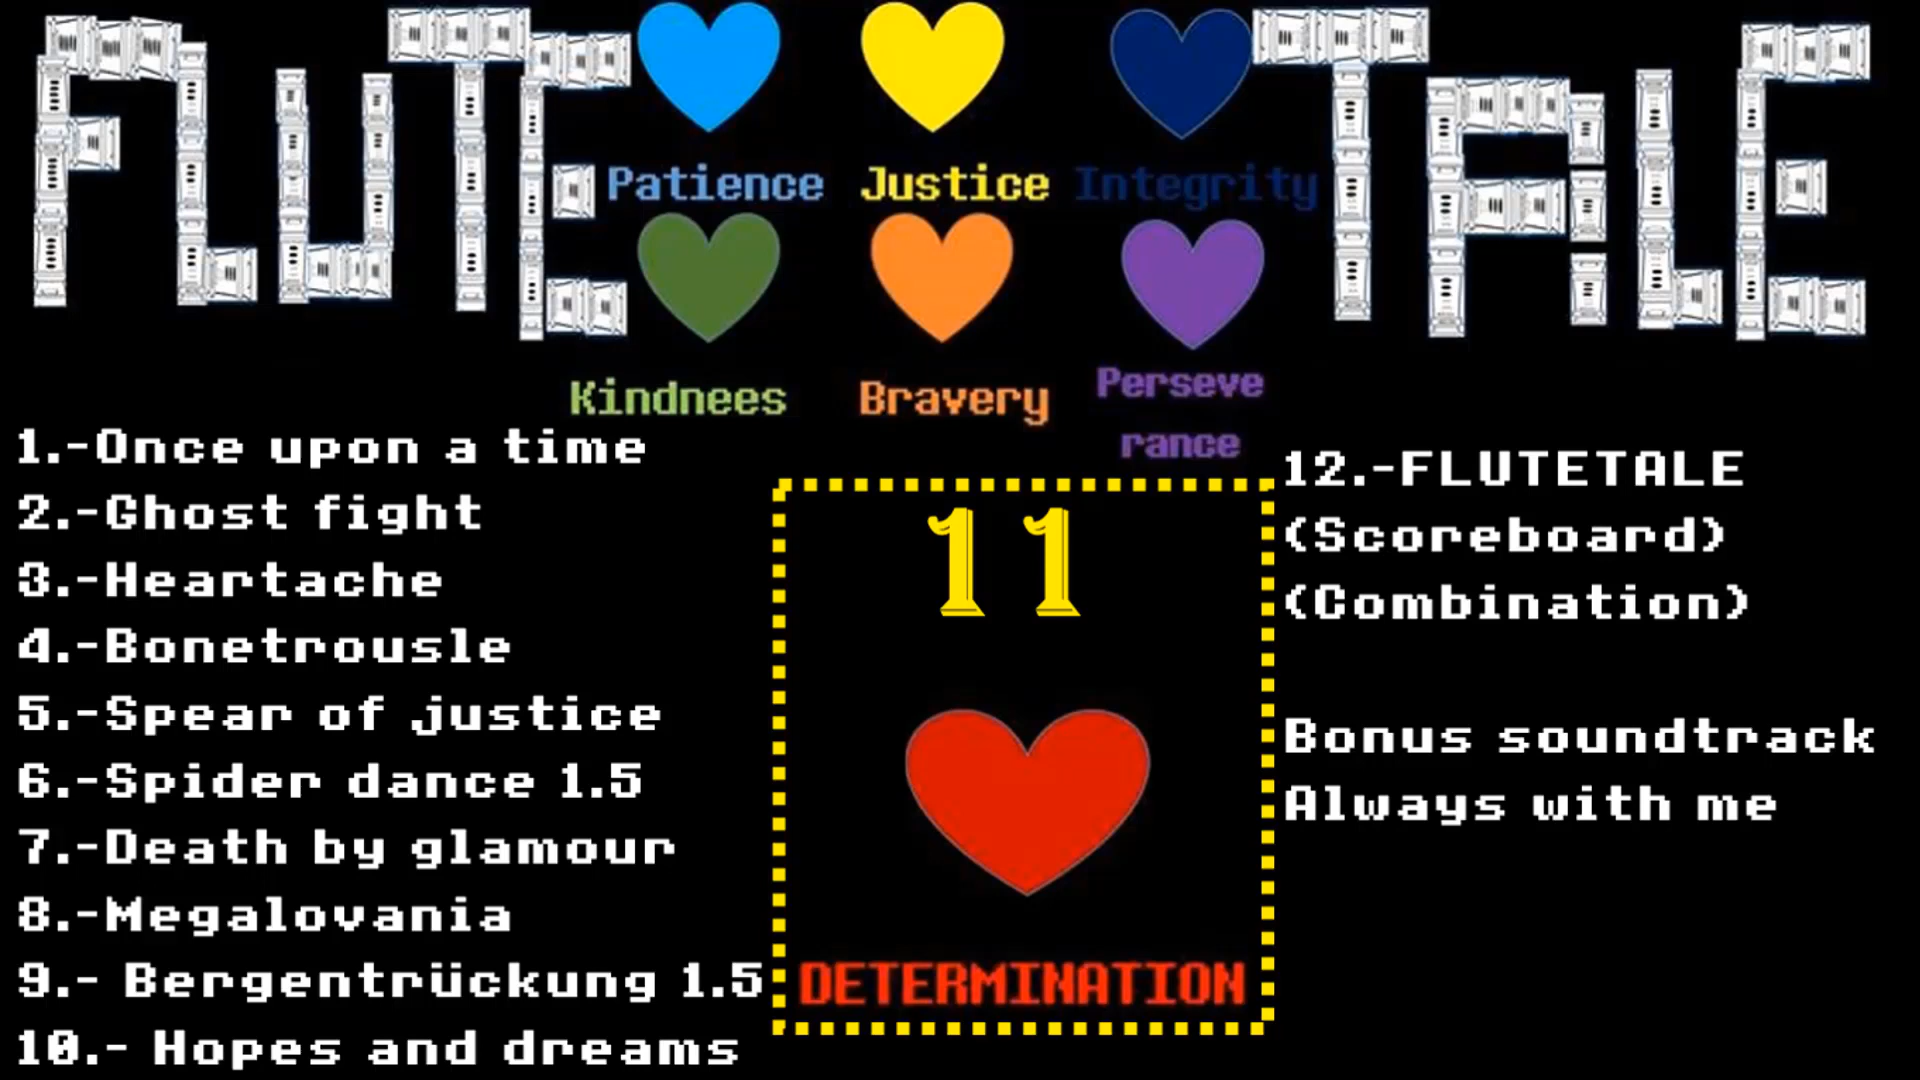 FLUTE TALE
Patience Justice Integrity
Kindnees Bravery Perseve
rance
1.-Once upon a time
2.-Ghost fight
3.-Heartache
4.-Bonetrousle
5.-Spear of justice
6.-Spider dance 1.5
7.-Death by glamour
8.-Megalovania
9.- Bergentrückung 1.5
10.- Hopes and dreams
11
DETERMINATION
12.-FLUTETALE
(Scoreboard)
(Combination)
Bonus soundtrack
Always with me